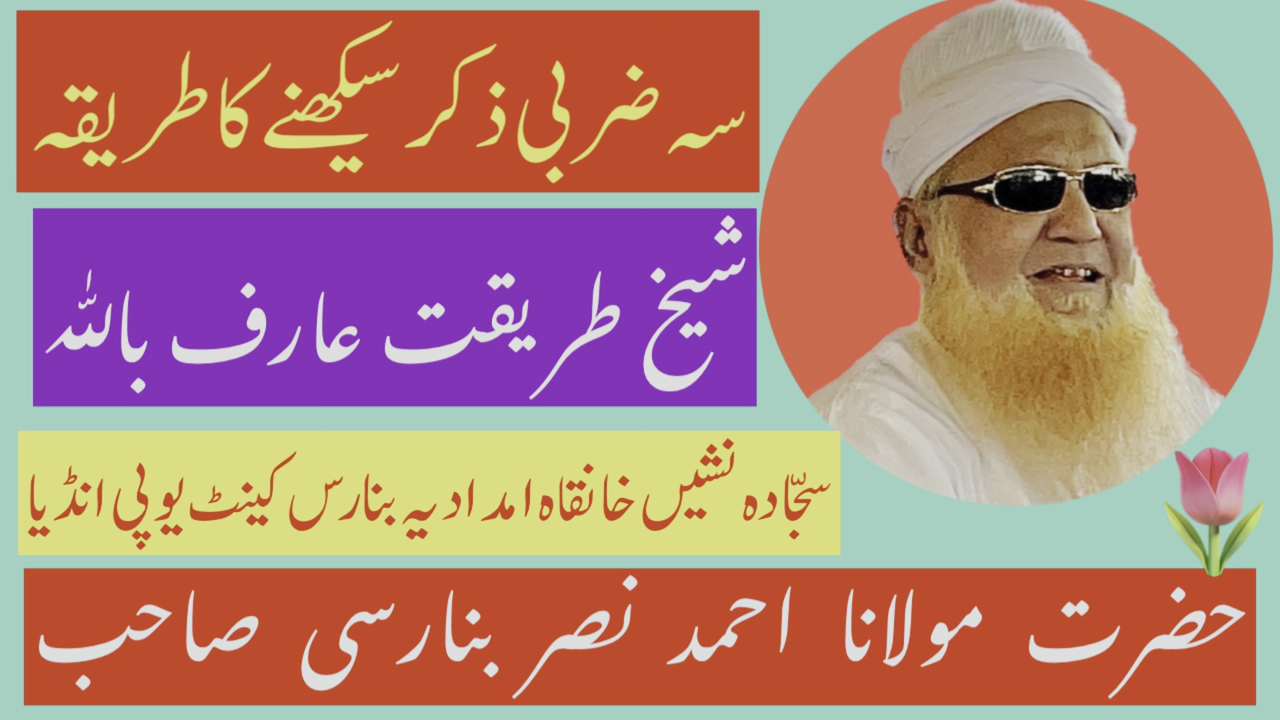 سہ ضربی ذکر سیکھنے کا طریقہ
شیخ طریقت عارف باللہ
سجّادہ نشیں خانقاہ امدادیہ بنارس کینٹ یوپی انڈیا
حضرت مولانا احمد نصر بنارسی صاحب